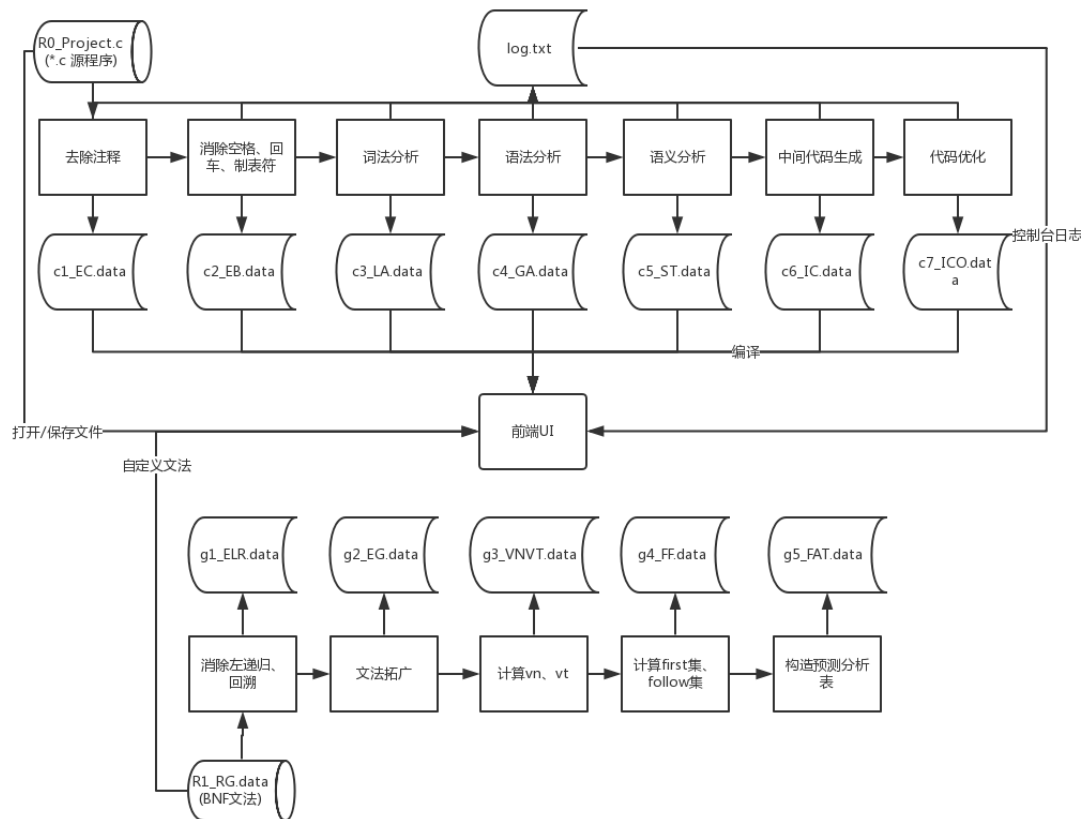 R0_Project.c
(*.c 源程序)
log.txt
去除注释
消除空格、回
车、制表符
词法分析
语法分析
语义分析
中间代码生成
代码优化
控制台日志
c1_EC.data
c2_EB.data
c3_LA.data
c4_GA.data
c5_ST.data
c6_IC.data
c7_ICO.dat
a
编译
打开/保存文件
前端UI
自定义文法
g1_ELR.data
g2_EG.data
g3_VNVT.data
g4_FF.data
g5_FAT.data
消除左递归、
回溯
文法拓广
计算vn、vt
计算first集、
follow集
构造预测分析
表
R1_RG.data
(BNF文法)